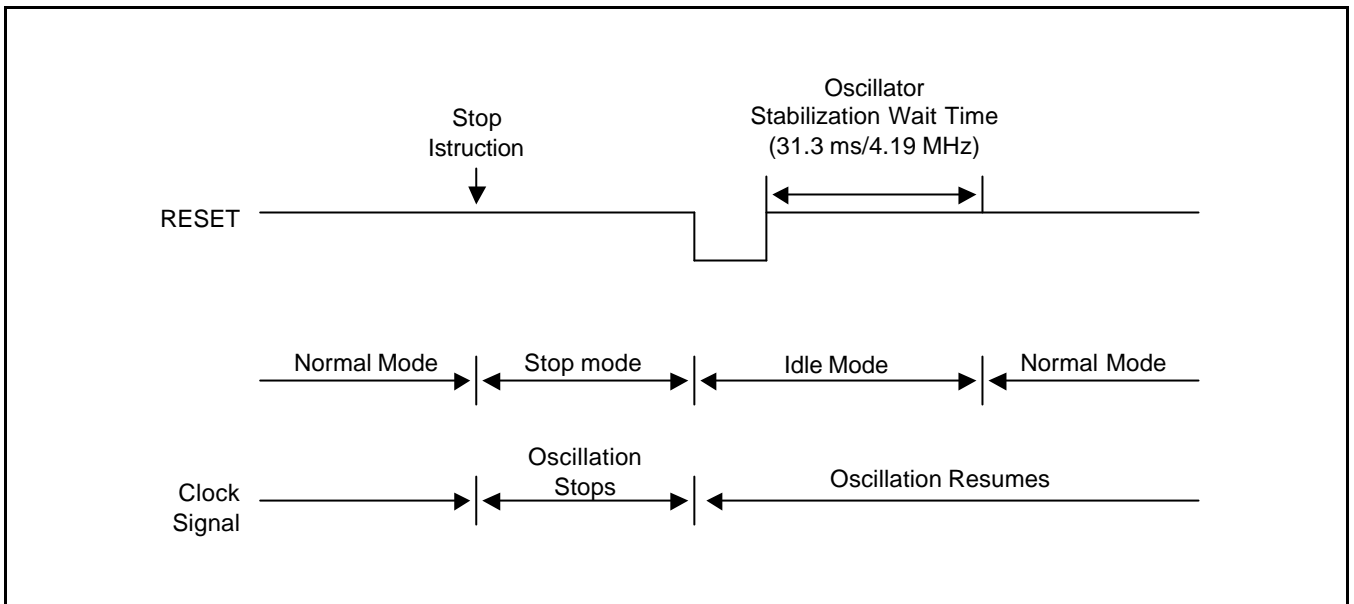 Oscillator
Stabilization Wait Time
(31.3 ms/4.19 MHz)
Stop
Istruction
RESET
Normal Mode
Stop mode
Idle Mode
Normal Mode
Oscillation
Stops
Oscillation Resumes
Clock
Signal